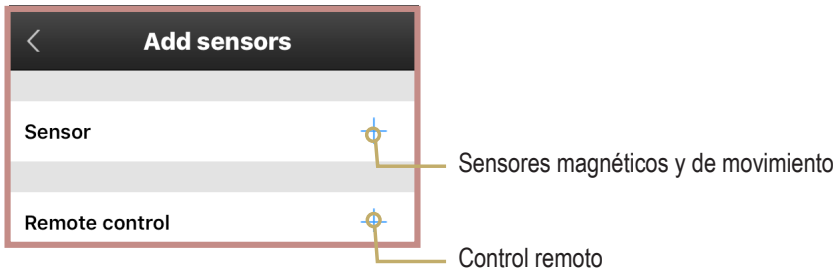 Add sensors
Sensor
Sensores magnéticos y de movimiento
Remote control
Control remoto